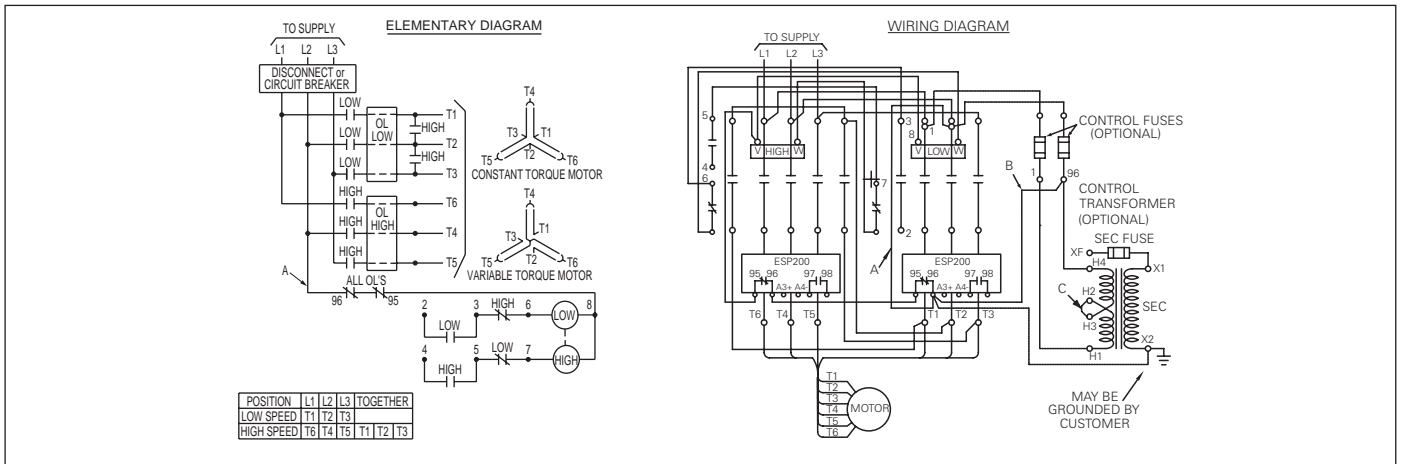 ELEMENTARY DIAGRAM
TO SUPPLY
L1 L2 L3
DISCONNECT or
CIRCUIT BREAKER
LOW
LOW
LOW
OL
LOW
T1
HIGH
T2
HIGH
T3
HIGH
HIGH
HIGH
OL
HIGH
T6
T4
T5
T4
T3 T1
T2
T5 T6
CONSTANT TORQUE MOTOR
T4
T3 T1
T2
T5 T6
VARIABLE TORQUE MOTOR
A
ALL OL'S
96 95
2 3 HIGH 6 LOW 8
LOW
4 5 LOW 7 HIGH
HIGH
POSITION L1 L2 L3 TOGETHER
LOW SPEED T1 T2 T3
HIGH SPEED T6 T4 T5 T1 T2 T3
WIRING DIAGRAM
TO SUPPLY
L1 L2 L3
5
4
6
V HIGH W
7
3
8
1
V LOW W
2
A
B
CONTROL FUSES
(OPTIONAL)
1 96
CONTROL
TRANSFORMER
(OPTIONAL)
SEC FUSE
XF
H4 X1
H2
C
SEC
H3
H1 X2
ESP200
95 96 97 98
A3+ A4-
T6 T4 T5
ESP200
95 96 97 98
A3+ A4-
T1 T2 T3
T1
T2
T3
T4
T5
T6
MOTOR
MAY BE
GROUNDED BY
CUSTOMER